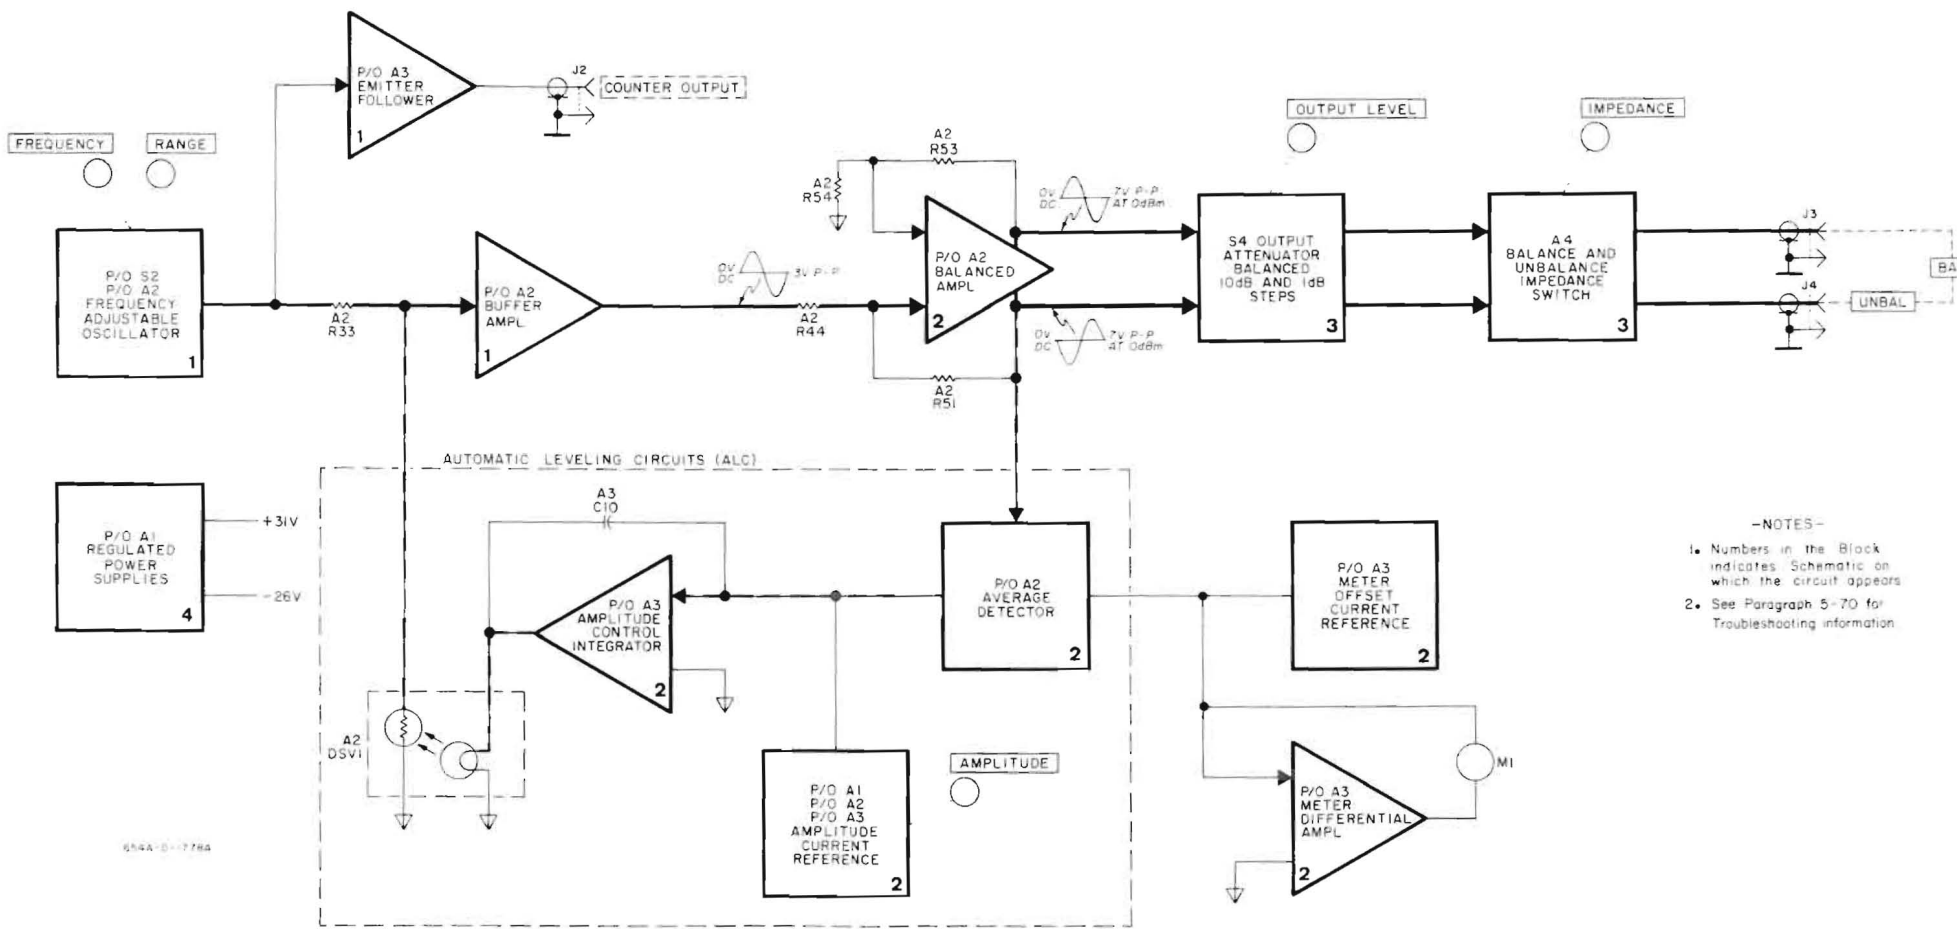 P/O A3
EMITTER
FOLLOWER
1
J2
COUNTER OUTPUT
FREQUENCY
RANGE
P/O S2
P/O A2
FREQUENCY
ADJUSTABLE
OSCILLATOR
1
A2
R33
P/O A2
BUFFER
AMPL
1
0V
DC
3V P-P
A2
R44
A2
R53
A2
R54
P/O A2
BALANCED
AMPL
2
A2
R51
0V
DC
7V P-P
AT 0dBm
0V
DC
7V P-P
AT 0dBm
OUTPUT LEVEL
S4 OUTPUT
ATTENUATOR
BALANCED
10dB AND 1dB
STEPS
3
IMPEDANCE
A4
BALANCE AND
UNBALANCE
IMPEDANCE
SWITCH
3
J3
J4
BA
UNBAL
P/O A1
REGULATED
POWER
SUPPLIES
4
+31V
-26V
AUTOMATIC LEVELING CIRCUITS (ALC)
A3
C10
P/O A3
AMPLITUDE
CONTROL
INTEGRATOR
2
A2
DSV1
P/O A1
P/O A2
P/O A3
AMPLITUDE
CURRENT
REFERENCE
2
AMPLITUDE
P/O A2
AVERAGE
DETECTOR
2
P/O A3
METER
OFFSET
CURRENT
REFERENCE
2
P/O A3
METER
DIFFERENTIAL
AMPL
2
M1
-NOTES-
1. Numbers in the Block
indicates Schematic on
which the circuit appears
2. See Paragraph 5-70 for
Troubleshooting information
654A-D-1778A